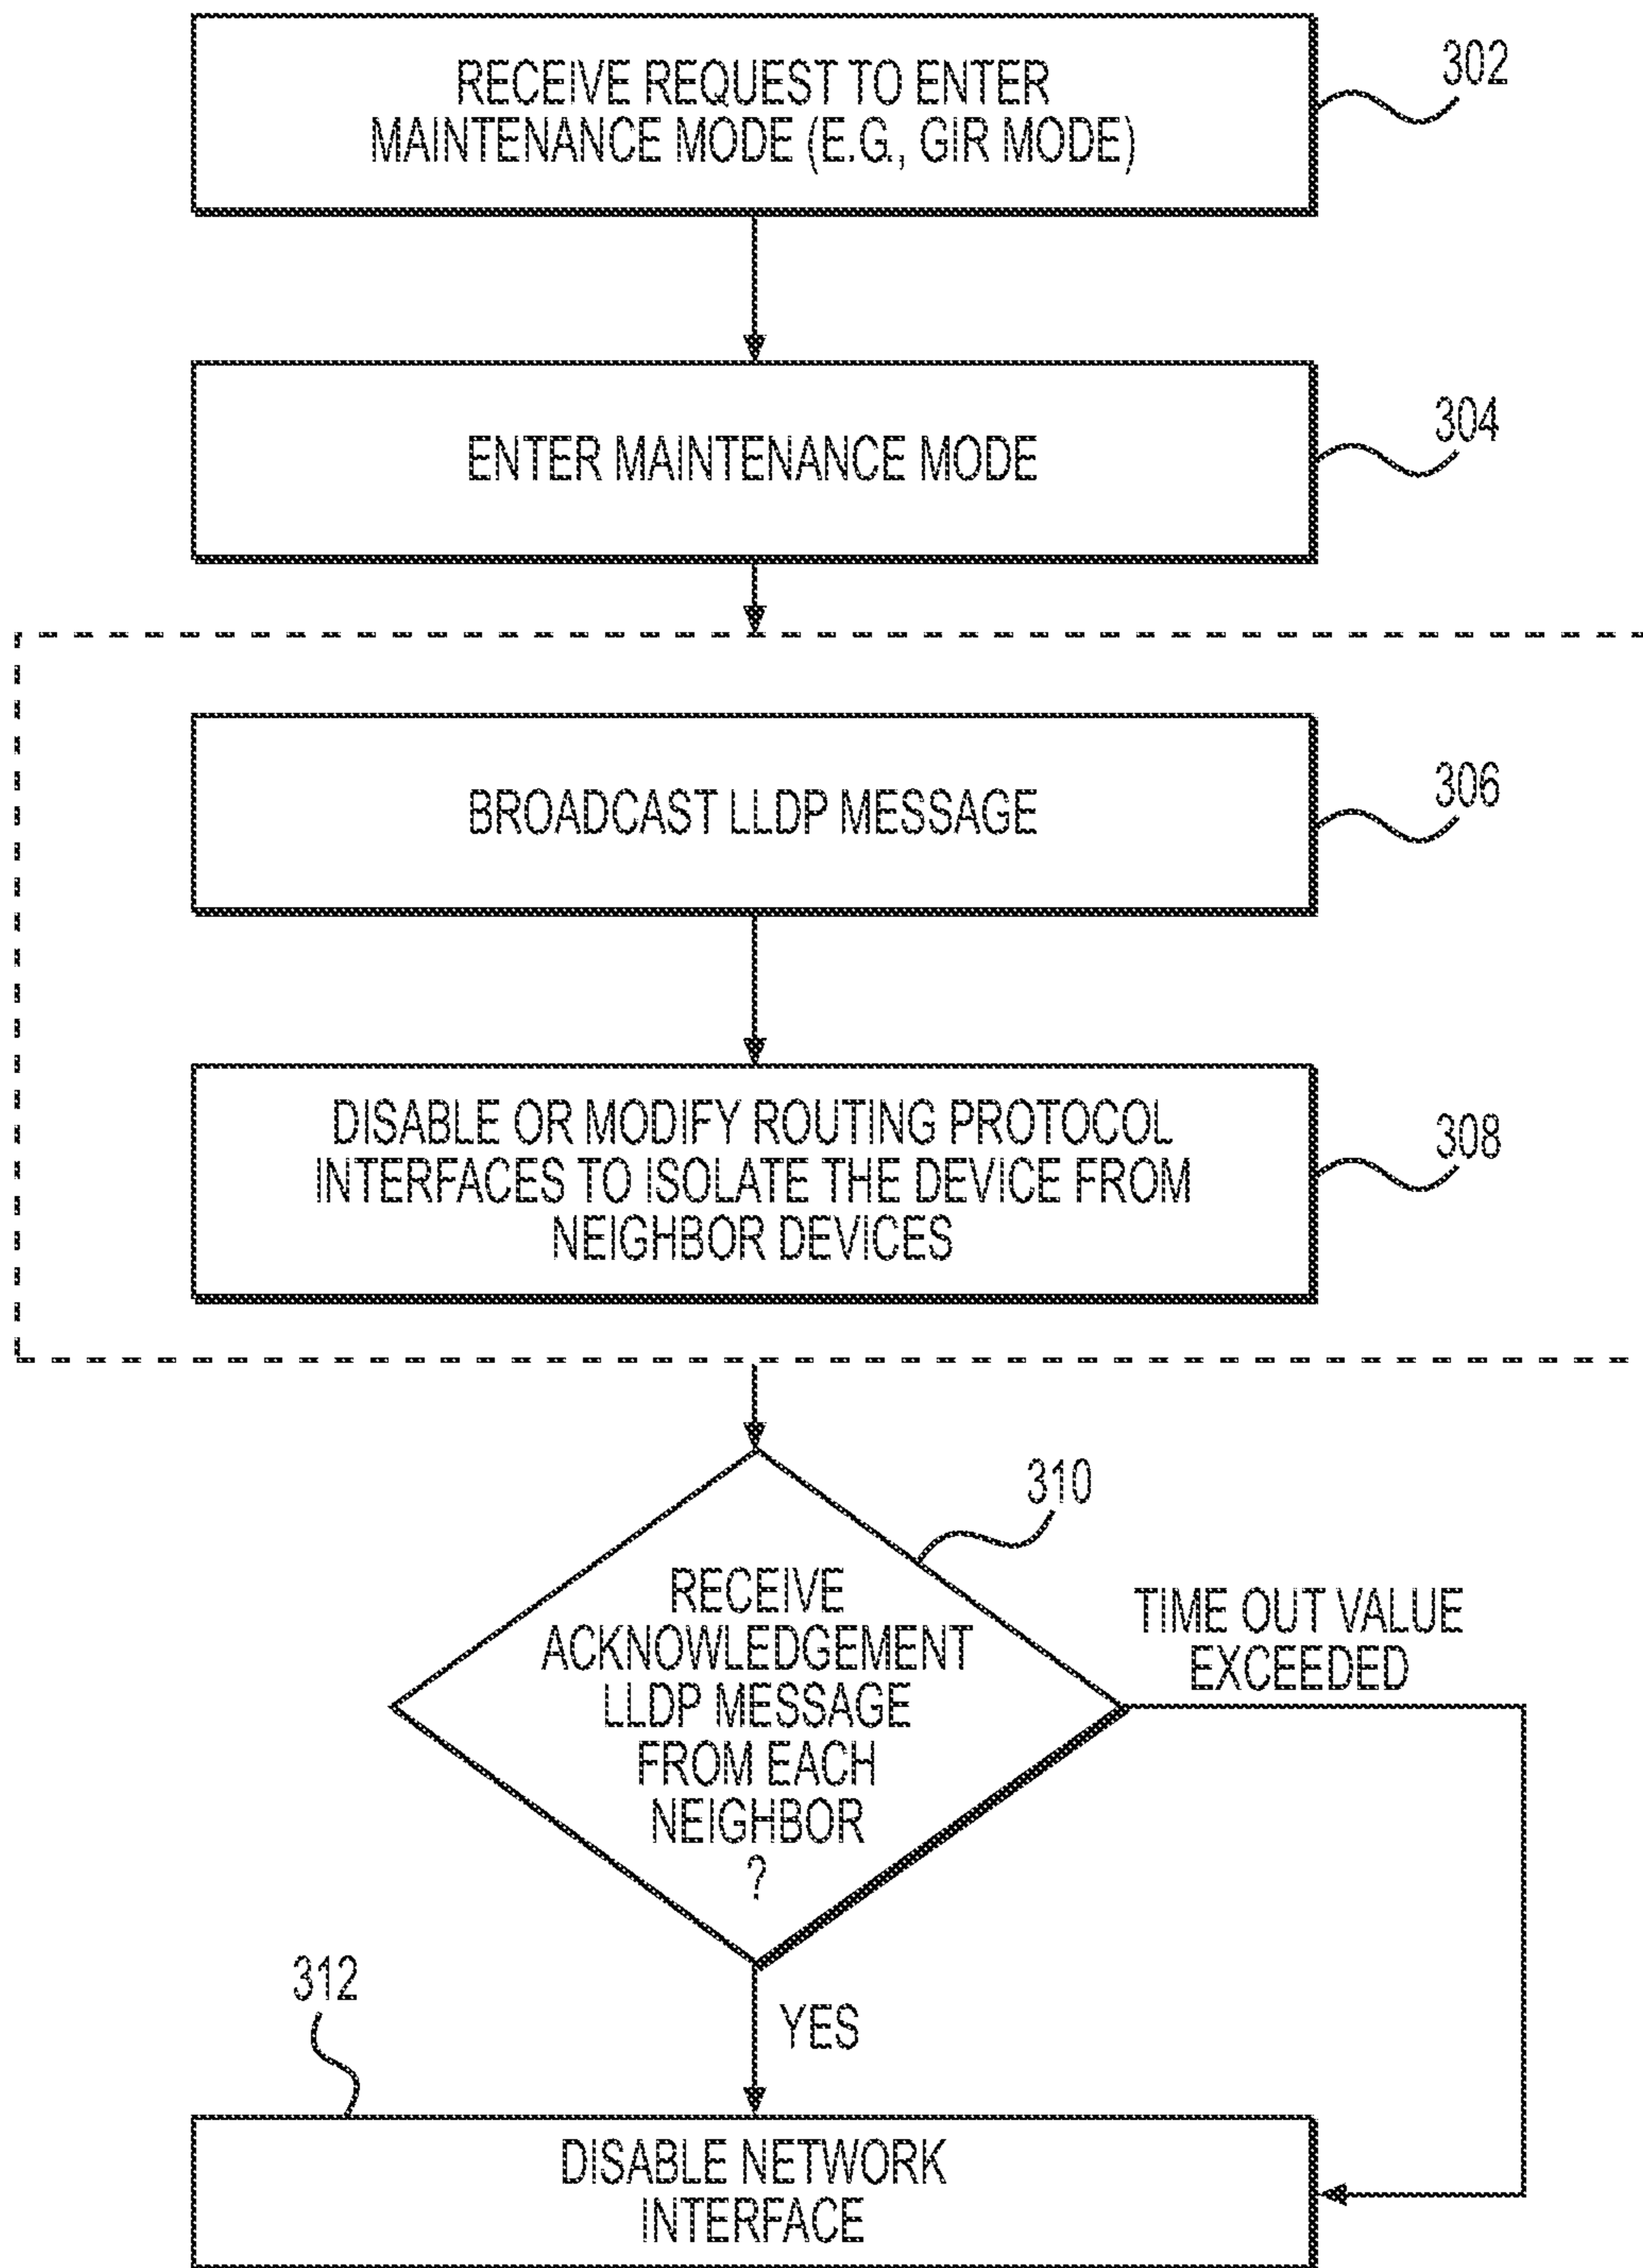 RECEIVE REQUEST TO ENTER
MAINTENANCE MODE (E.G., GIR MODE)
302
ENTER MAINTENANCE MODE
304
BROADCAST LLDP MESSAGE
306
DISABLE OR MODIFY ROUTING PROTOCOL
INTERFACES TO ISOLATE THE DEVICE FROM
NEIGHBOR DEVICES
308
310
RECEIVE
ACKNOWLEDGEMENT
LLDP MESSAGE
FROM EACH
NEIGHBOR
?
TIME OUT VALUE
EXCEEDED
YES
312
DISABLE NETWORK
INTERFACE